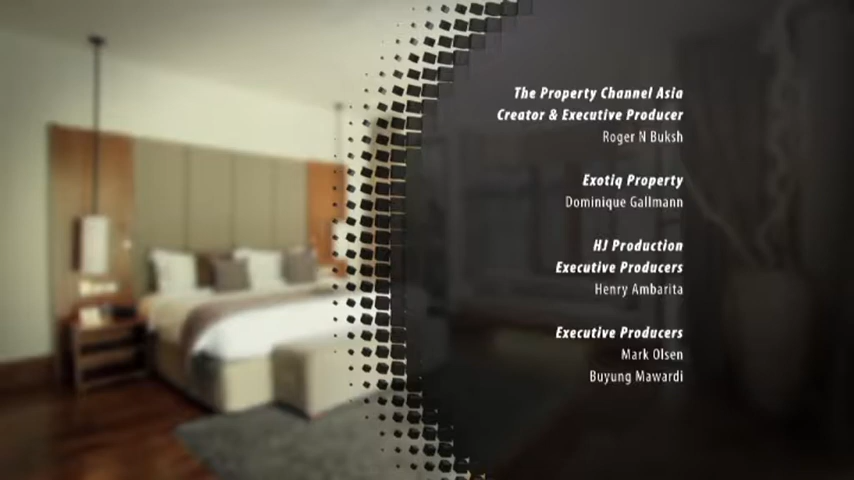 The Property Channel Asia
Creator & Executive Producer
Roger N Buksh
Exotiq Property
Dominique Gallmann
HJ Production
Executive Producers
Henry Ambarita
Executive Producers
Mark Olsen
Buyung Mawardi